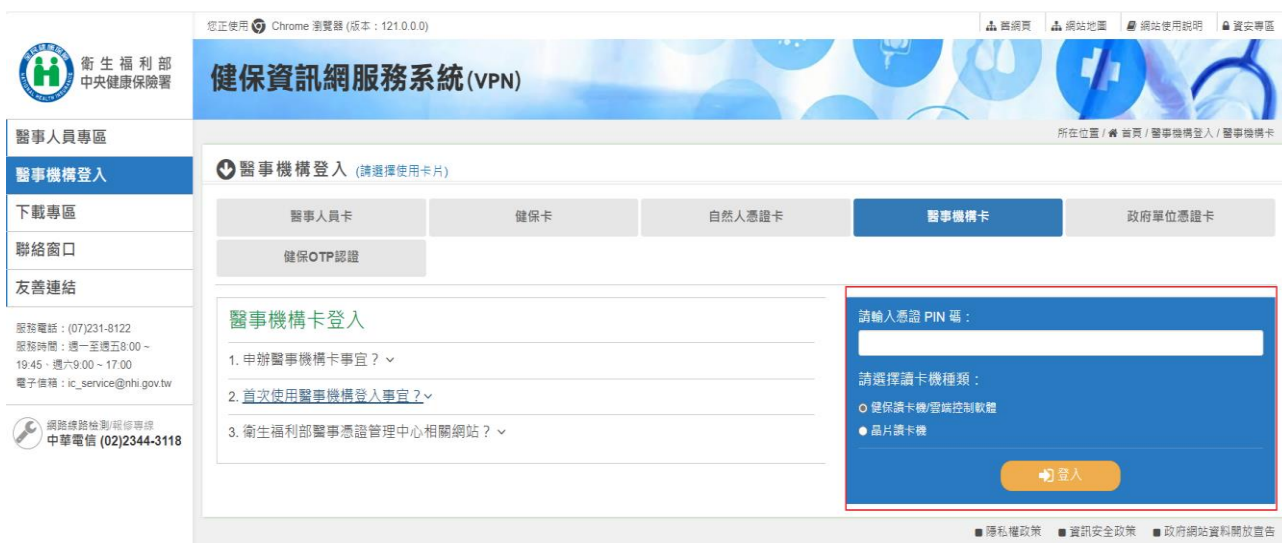 您正使用 Chrome 瀏覽器 (版本：121.0.0.0)
舊網頁 網站地圖 網站使用說明 資安專區
衛生福利部
中央健康保險署
健保資訊網服務系統(VPN)
所在位置 / 首頁 / 醫事機構登入 / 醫事機構卡
醫事人員專區
醫事機構登入
下載專區
聯絡窗口
友善連結
服務電話：(07)231-8122
服務時間：週一至週五8:00 ~
19:45、週六9:00 ~ 17:00
電子信箱：ic_service@nhi.gov.tw
網路線路檢測/報修專線
中華電信 (02)2344-3118
醫事機構登入 (請選擇使用卡片)
醫事人員卡 健保卡 自然人憑證卡 醫事機構卡 政府單位憑證卡
健保OTP認證
醫事機構卡登入
1. 申辦醫事機構卡事宜？
2. 首次使用醫事機構登入事宜？
3. 衛生福利部醫事憑證管理中心相關網站？
請輸入憑證 PIN 碼：
請選擇讀卡機種類：
健保讀卡機/雲端控制軟體
晶片讀卡機
登入
隱私權政策 資訊安全政策 政府網站資料開放宣告